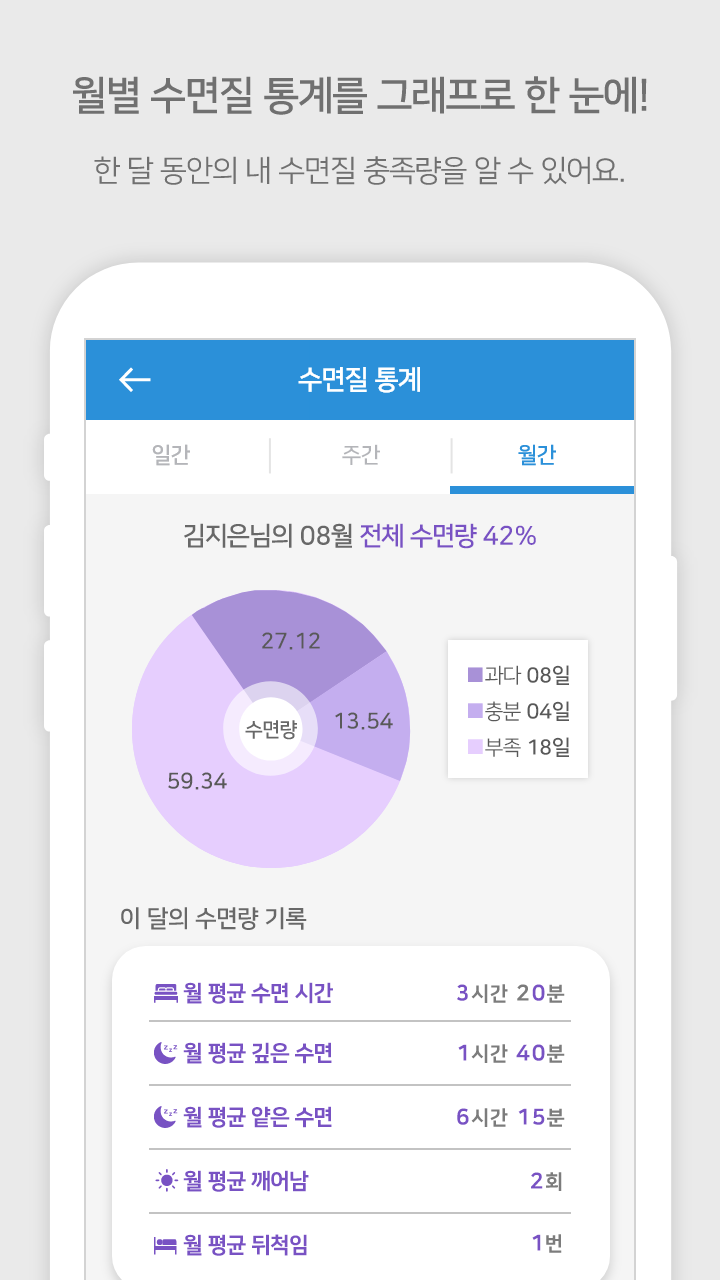 월별 수면질 통계를 그래프로 한 눈에!
한 달 동안의 내 수면질 충족량을 알 수 있어요.
수면질 통계
일간 주간 월간
김지은님의 08월 전체 수면량 42%
27.12
13.54
수면량
59.34
과다 08일
충분 04일
부족 18일
이 달의 수면량 기록
월 평균 수면 시간 3시간 20분
월 평균 깊은 수면 1시간 40분
월 평균 얕은 수면 6시간 15분
월 평균 깨어남 2회
월 평균 뒤척임 1번